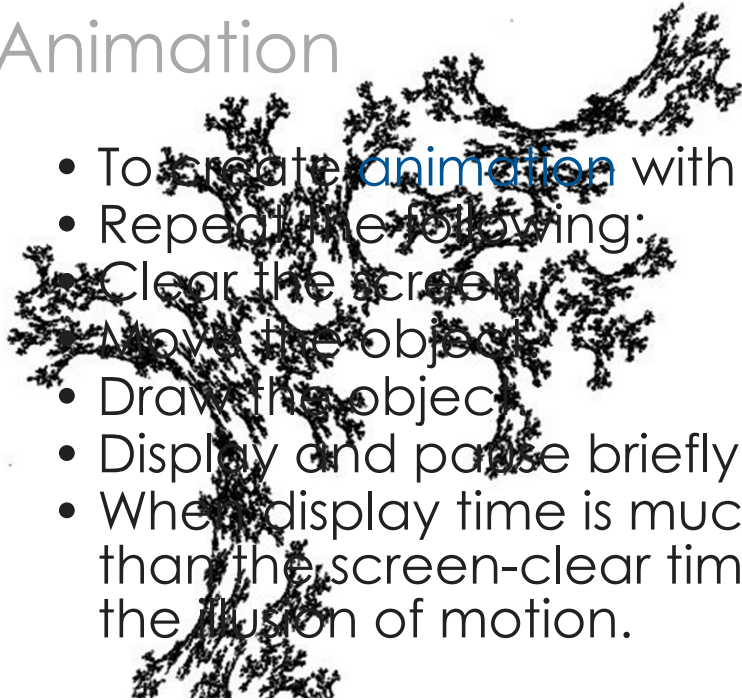 Animation
• To create animation with
• Repeat the following:
• Clear the screen.
• Move the object.
• Draw the object.
• Display and pause briefly
• When display time is muc
than the screen-clear tim
the illusion of motion.